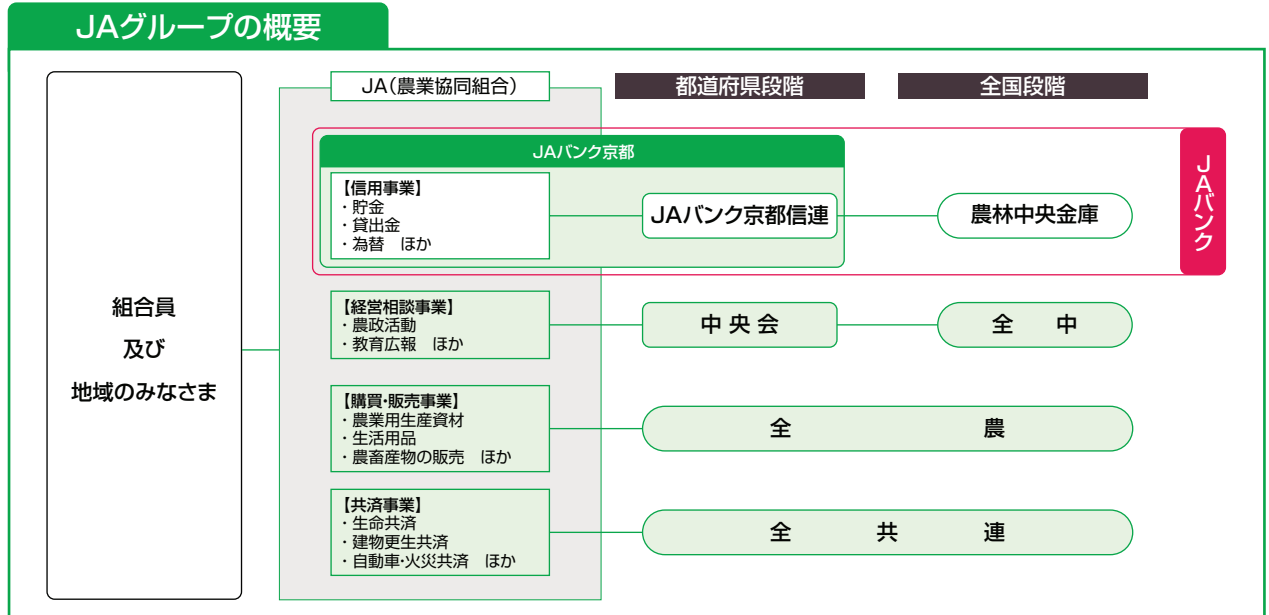 JAグループの概要
JA(農業協同組合)
都道府県段階
全国段階
JAバンク京都
JAバンク
【信用事業】
・貯金
・貸出金
・為替　ほか
JAバンク京都信連
農林中央金庫
組合員
及び
地域のみなさま
【経営相談事業】
・農政活動
・教育広報　ほか
中央会
全　中
【購買・販売事業】
・農業用生産資材
・生活用品
・農畜産物の販売　ほか
全　農
【共済事業】
・生命共済
・建物更生共済
・自動車・火災共済　ほか
全　共　連